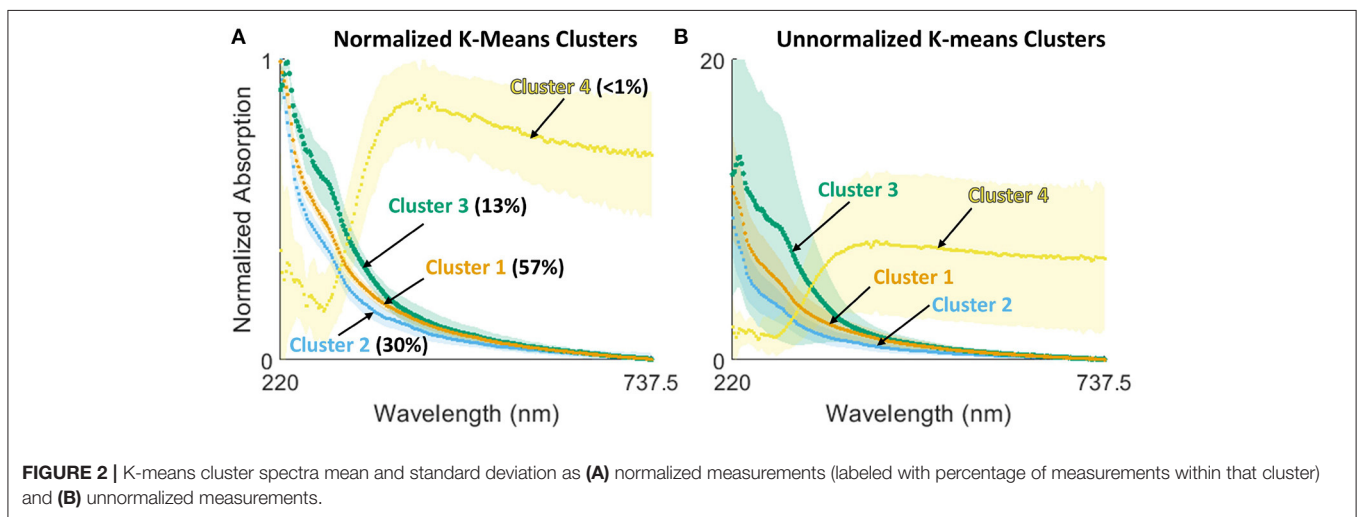 A
Normalized K-Means Clusters
1
Normalized Absorption
Cluster 4 (<1%)
Cluster 3 (13%)
Cluster 1 (57%)
Cluster 2 (30%)
0
220
737.5
Wavelength (nm)
B
Unnormalized K-means Clusters
20
Cluster 3
Cluster 4
Cluster 1
Cluster 2
0
220
737.5
Wavelength (nm)
FIGURE 2 | K-means cluster spectra mean and standard deviation as (A) normalized measurements (labeled with percentage of measurements within that cluster)
and (B) unnormalized measurements.